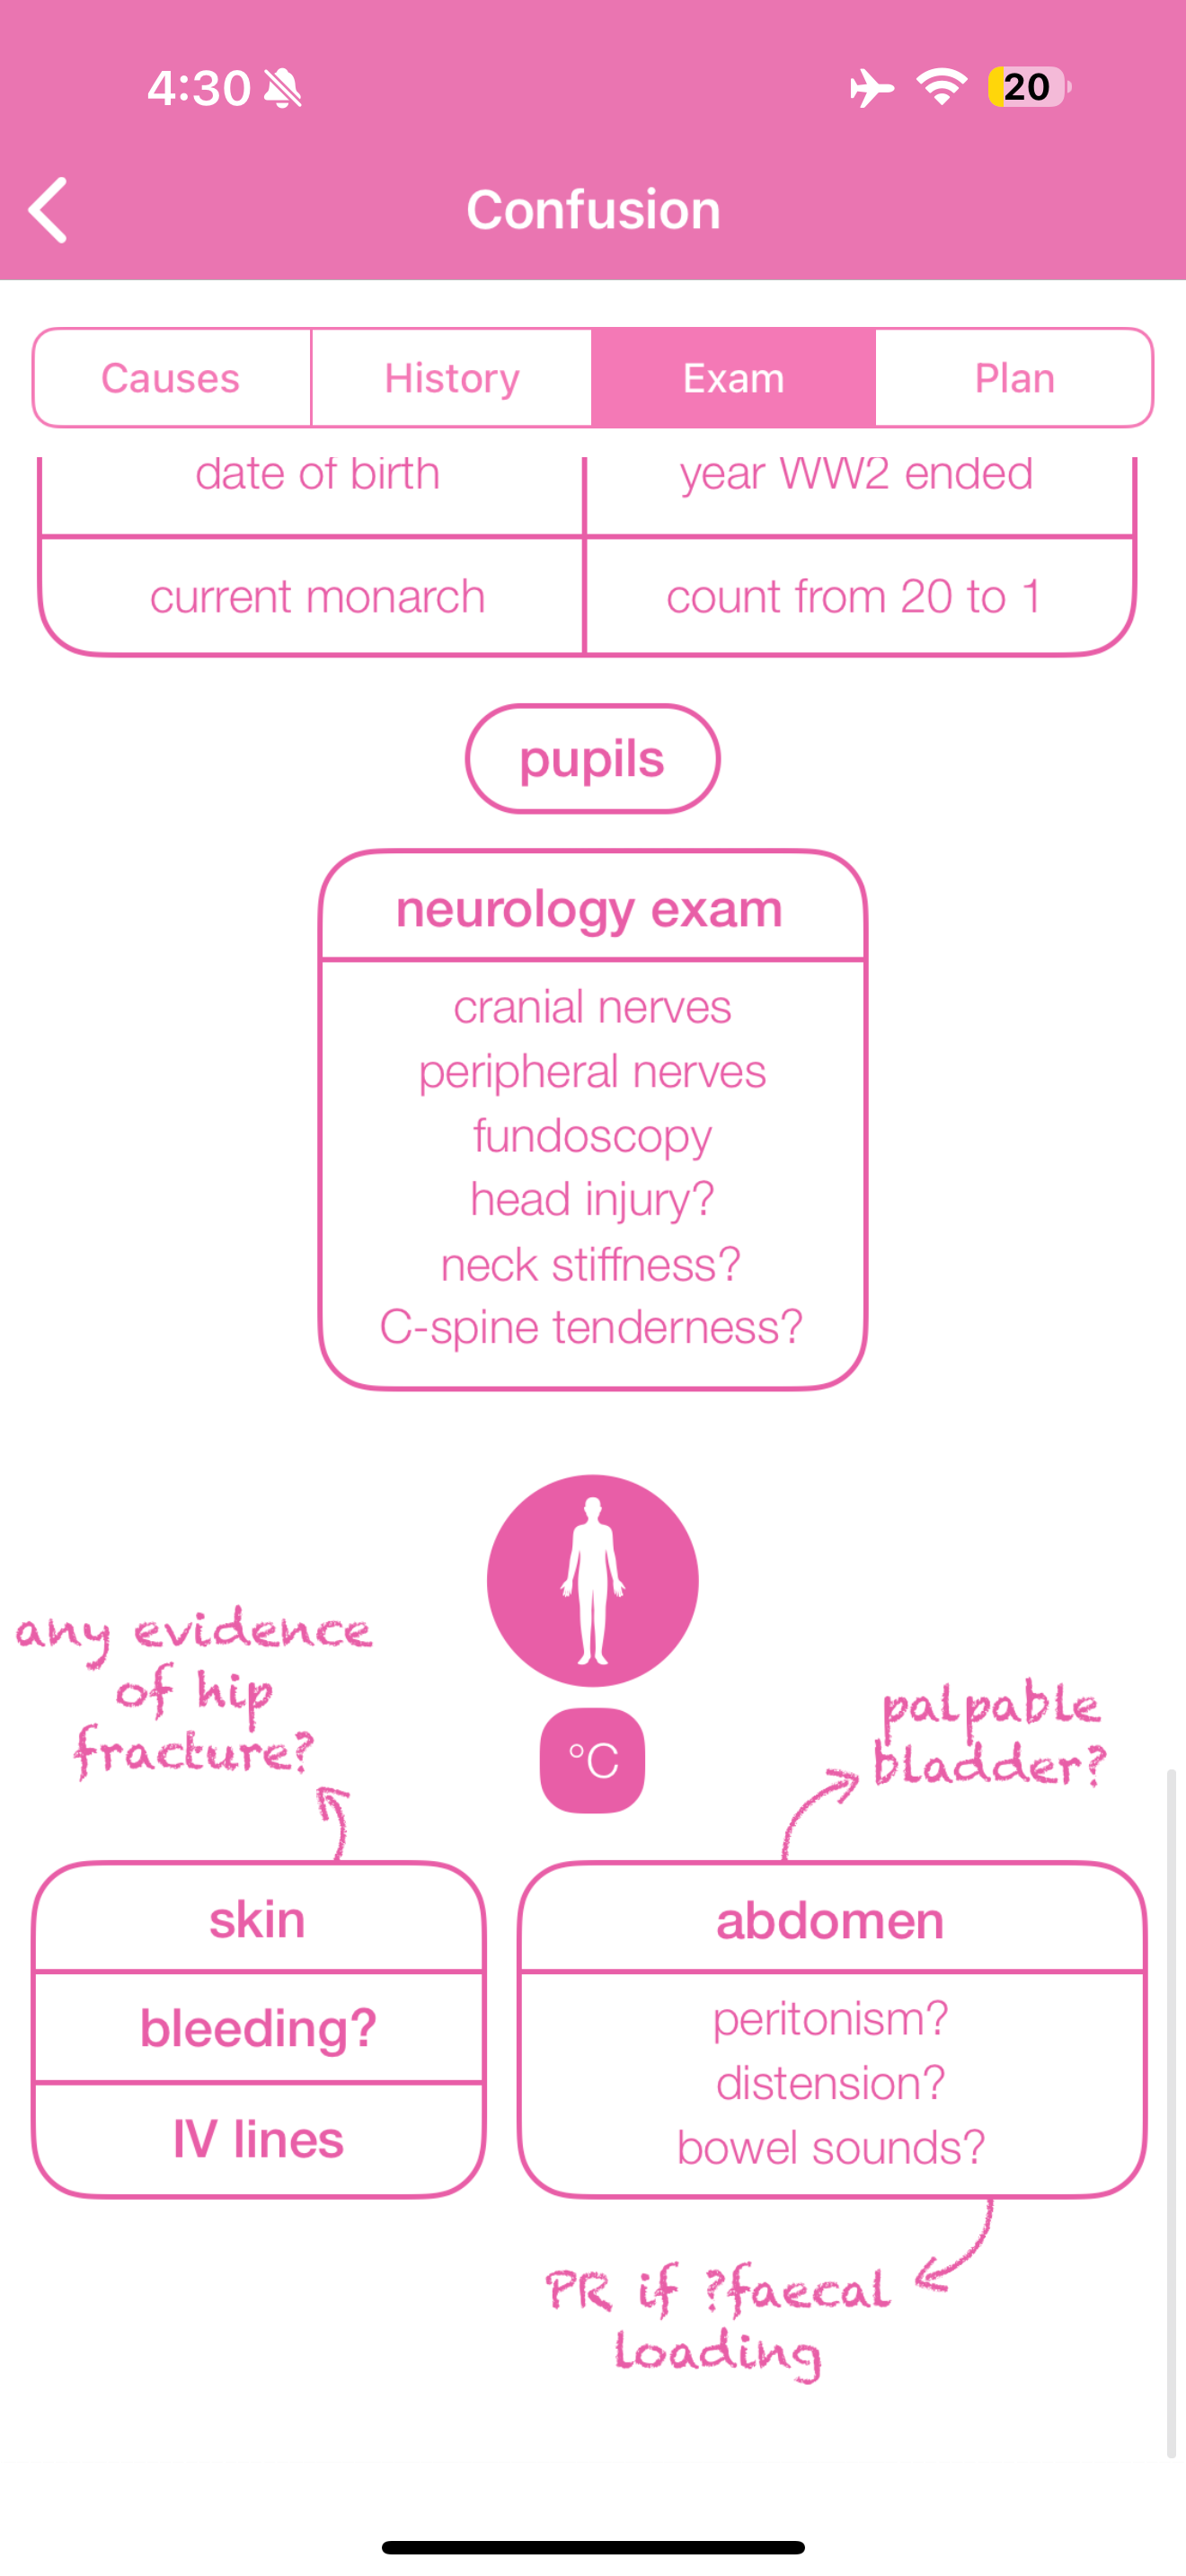 4:30
20
Confusion
Causes History Exam Plan
date of birth year WW2 ended
current monarch count from 20 to 1
pupils
neurology exam
cranial nerves
peripheral nerves
fundoscopy
head injury?
neck stiffness?
C-spine tenderness?
any evidence
of hip
fracture?
°C
palpable
bladder?
skin
bleeding?
IV lines
abdomen
peritonism?
distension?
bowel sounds?
PR if ?faecal
loading